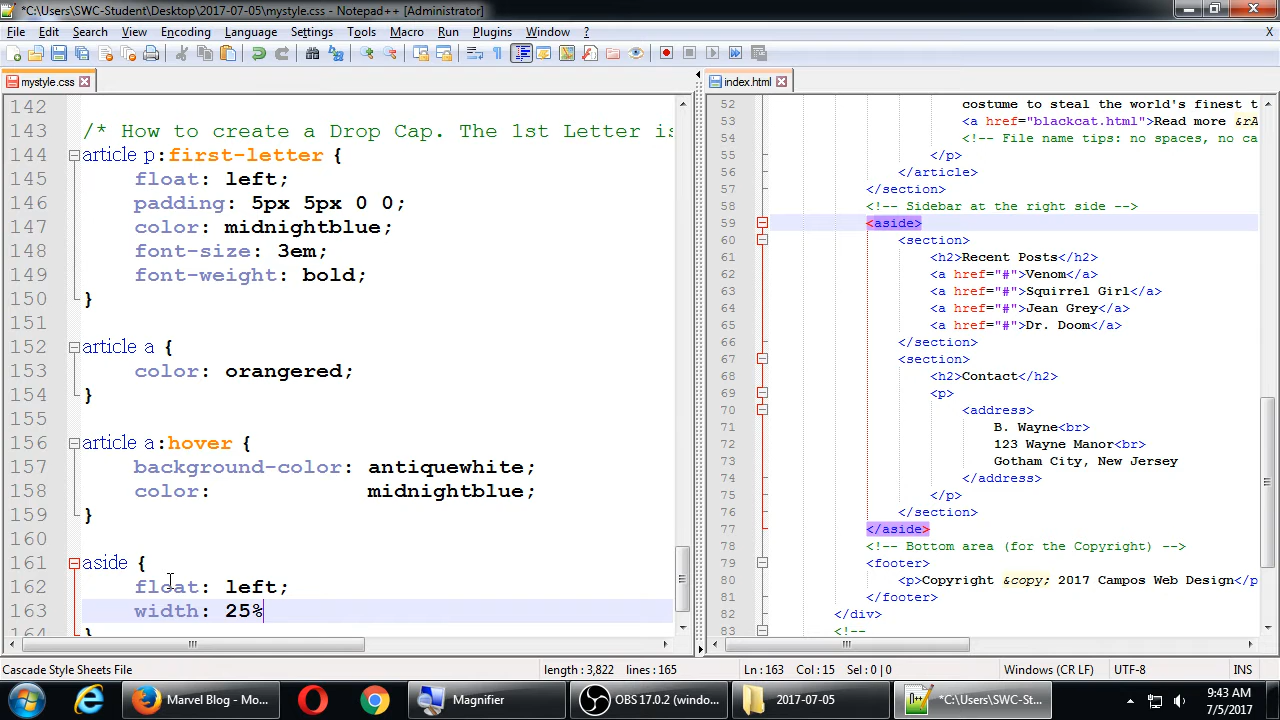 *C:\Users\SWC-Student\Desktop\2017-07-05\mystyle.css - Notepad++ [Administrator]
File Edit Search View Encoding Language Settings Tools Macro Run Plugins Window ? X
mystyle.css
142
143 /* How to create a Drop Cap. The 1st Letter is
144 article p:first-letter {
145 float: left;
146 padding: 5px 5px 0 0;
147 color: midnightblue;
148 font-size: 3em;
149 font-weight: bold;
150 }
151
152 article a {
153 color: orangered;
154 }
155
156 article a:hover {
157 background-color: antiquewhite;
158 color: midnightblue;
159 }
160
161 aside {
162 float: left;
163 width: 25%
164 }
index.html
52 costume to steal the world's finest t
53 <a href="blackcat.html">Read more &rA
54 <!-- File name tips: no spaces, no ca
55 </p>
56 </article>
57 </section>
58 <!-- Sidebar at the right side -->
59 <aside>
60 <section>
61 <h2>Recent Posts</h2>
62 <a href="#">Venom</a>
63 <a href="#">Squirrel Girl</a>
64 <a href="#">Jean Grey</a>
65 <a href="#">Dr. Doom</a>
66 </section>
67 <section>
68 <h2>Contact</h2>
69 <p>
70 <address>
71 B. Wayne<br>
72 123 Wayne Manor<br>
73 Gotham City, New Jersey
74 </address>
75 </p>
76 </section>
77 </aside>
78 <!-- Bottom area (for the Copyright) -->
79 <footer>
80 <p>Copyright &copy; 2017 Campos Web Design</p
81 </footer>
82 </div>
83 <!--
Cascade Style Sheets File length : 3,822 lines : 165 Ln : 163 Col : 15 Sel : 0 | 0 Windows (CR LF) UTF-8 INS
Marvel Blog - Mo... Magnifier OBS 17.0.2 (windo... 2017-07-05 *C:\Users\SWC-St...
9:43 AM
7/5/2017